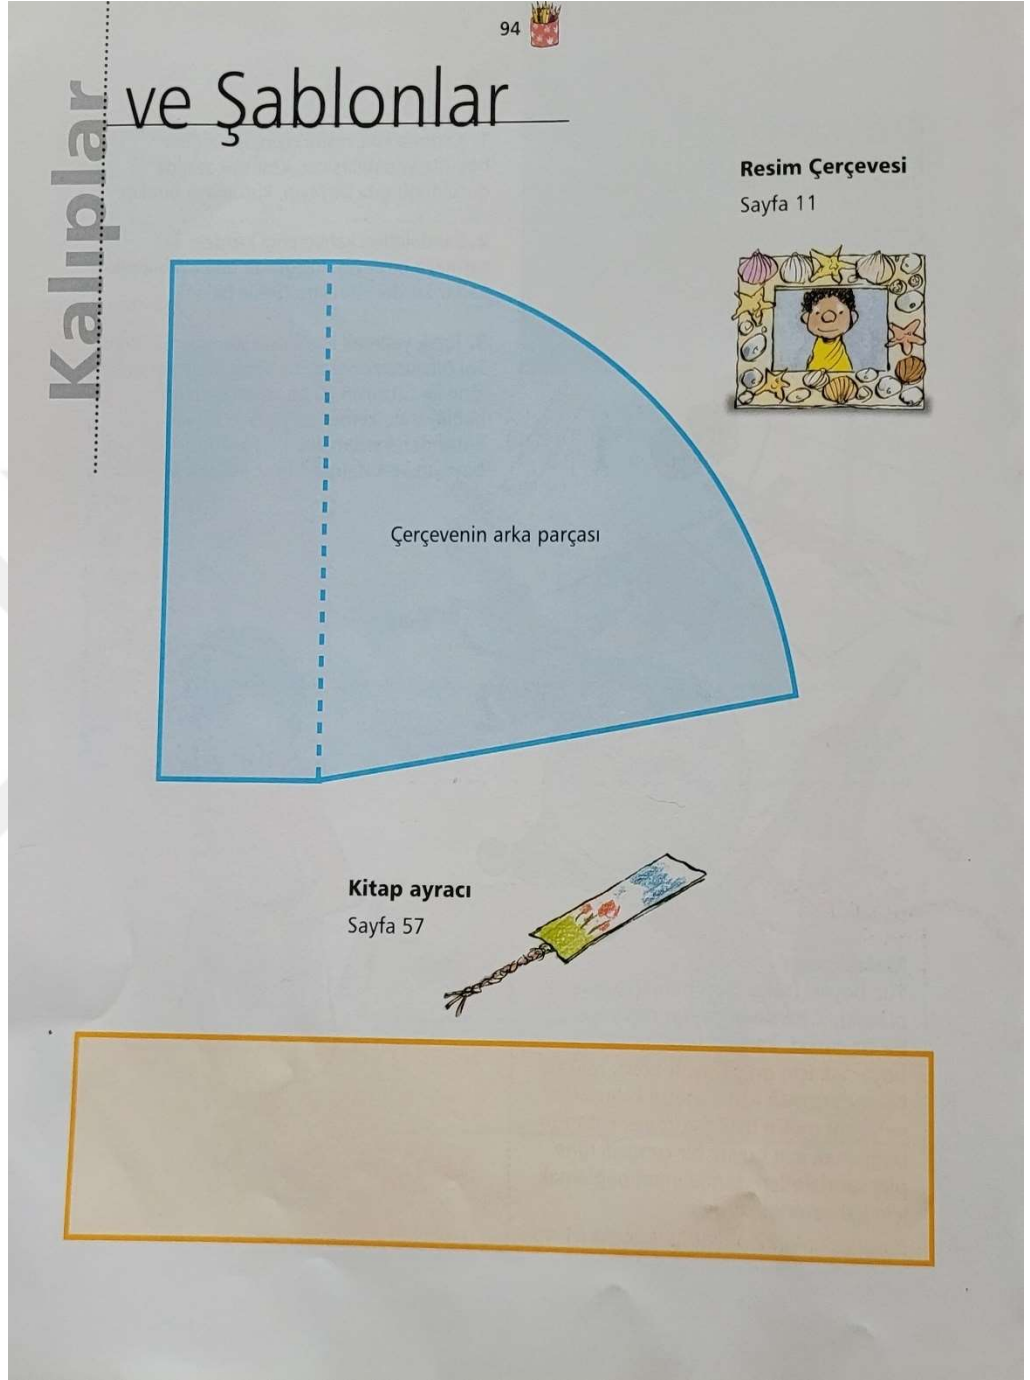 94
Kalıplar
ve Şablonlar
Resim Çerçevesi
Sayfa 11
Çerçevenin arka parçası
Kitap ayracı
Sayfa 57